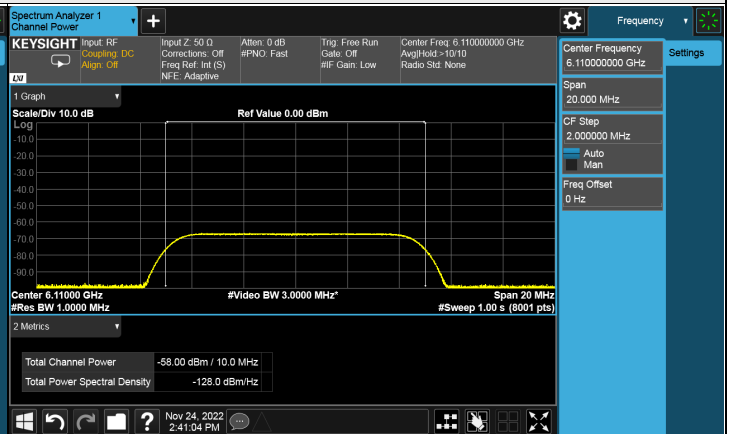 Spectrum Analyzer 1
Channel Power
+
Frequency
KEYSIGHT
Input: RF
Coupling: DC
Align: Off
Input Z: 50 Ω
Corrections: Off
Freq Ref: Int (S)
NFE: Adaptive
Atten: 0 dB
#PNO: Fast
Trig: Free Run
Gate: Off
#IF Gain: Low
Center Freq: 6.110000000 GHz
Avg|Hold:>10/10
Radio Std: None
LXI
Center Frequency
6.110000000 GHz
Settings
Span
20.000 MHz
CF Step
2.000000 MHz
Auto
Man
Freq Offset
0 Hz
1 Graph
Scale/Div 10.0 dB
Ref Value 0.00 dBm
Log
-10.0
-20.0
-30.0
-40.0
-50.0
-60.0
-70.0
-80.0
-90.0
Center 6.11000 GHz
#Video BW 3.0000 MHz*
Span 20 MHz
#Res BW 1.0000 MHz
#Sweep 1.00 s (8001 pts)
2 Metrics
Total Channel Power -58.00 dBm / 10.0 MHz
Total Power Spectral Density -128.0 dBm/Hz
?
Nov 24, 2022
2:41:04 PM